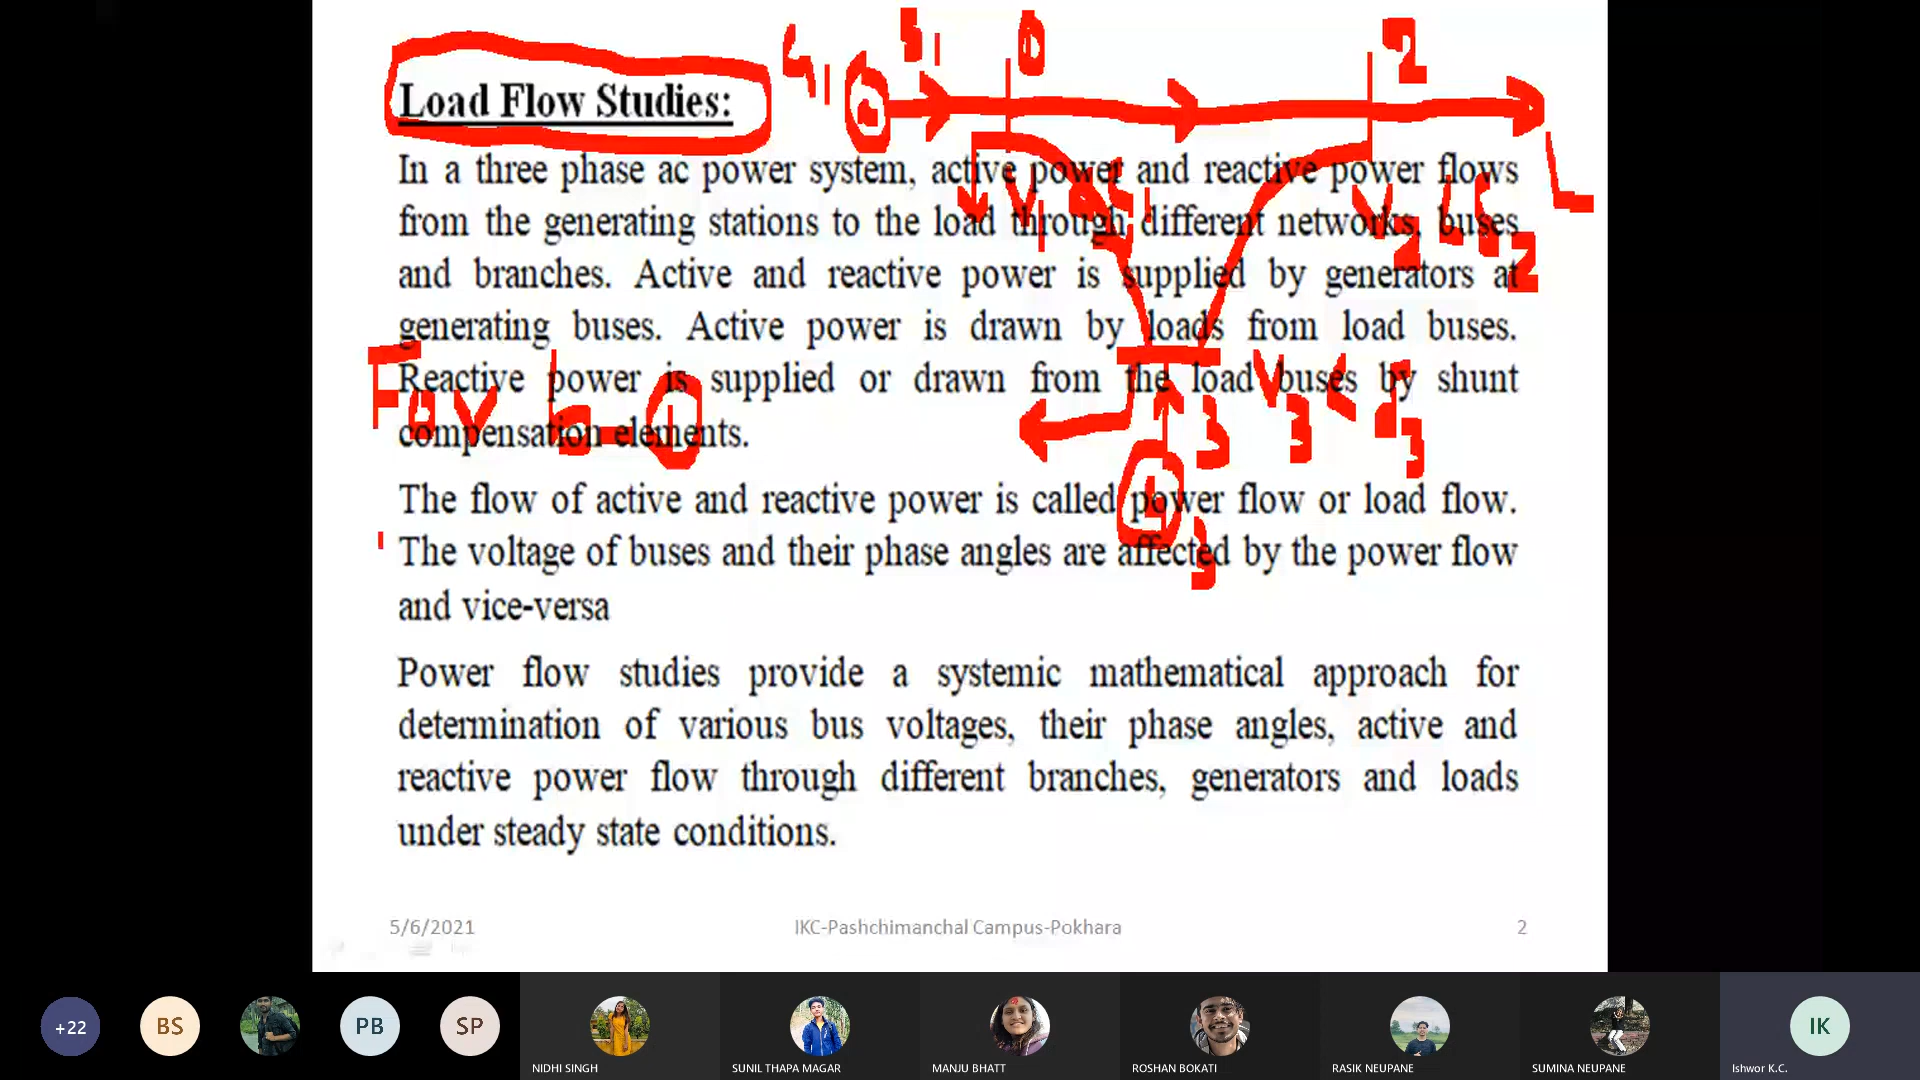 Load Flow Studies:
In a three phase ac power system, active power and reactive power flows
from the generating stations to the load through different networks, buses
and branches. Active and reactive power is supplied by generators at
generating buses. Active power is drawn by loads from load buses.
Reactive power is supplied or drawn from the load buses by shunt
compensation elements.
The flow of active and reactive power is called power flow or load flow.
The voltage of buses and their phase angles are affected by the power flow
and vice-versa
Power flow studies provide a systemic mathematical approach for
determination of various bus voltages, their phase angles, active and
reactive power flow through different branches, generators and loads
under steady state conditions.
2
L
3
3
5/6/2021 IKC-Pashchimanchal Campus-Pokhara 2
+22 BS PB SP IK
NIDHI SINGH SUNIL THAPA MAGAR MANJU BHATT ROSHAN BOKATI RASIK NEUPANE SUMINA NEUPANE Ishwor K.C.